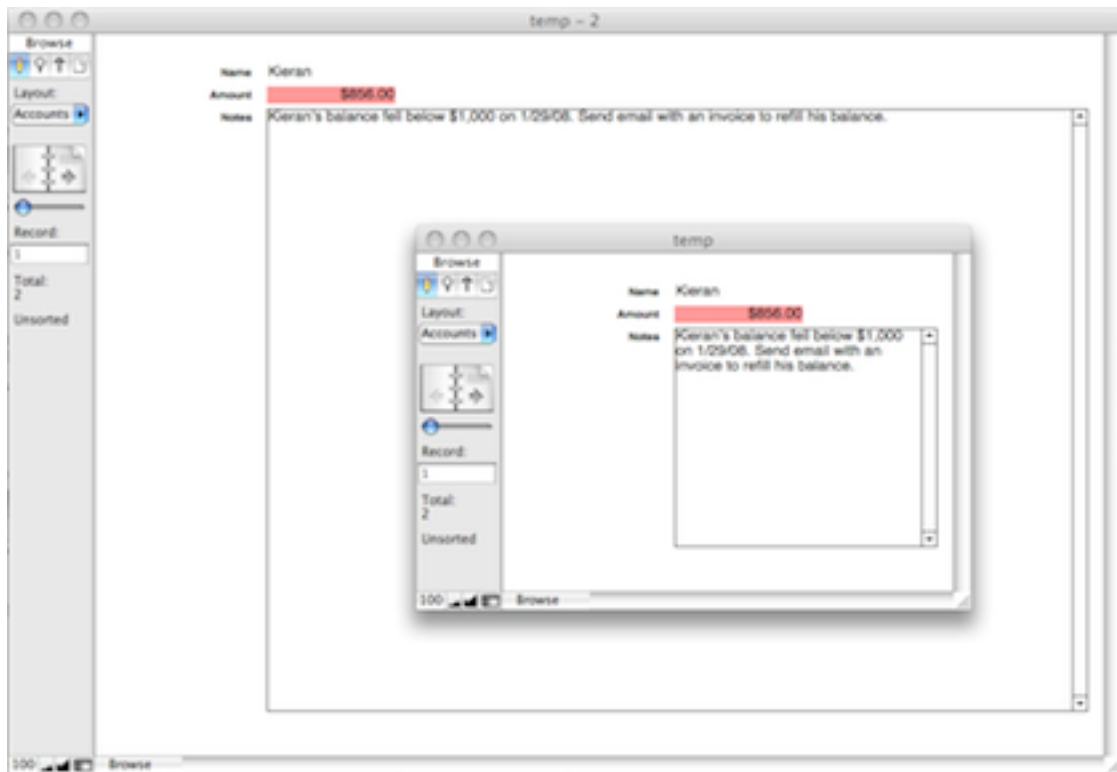 temp – 2
Browse
Layout:
Accounts
Record:
1
Total:
2
Unsorted
Name Kieran
Amount $856.00
Notes Kieran's balance fell below $1,000 on 1/29/08. Send email with an invoice to refill his balance.
100 Browse
temp
Browse
Layout:
Accounts
Record:
1
Total:
2
Unsorted
Name Kieran
Amount $856.00
Notes Kieran's balance fell below $1,000
on 1/29/08. Send email with an
invoice to refill his balance.
100 Browse